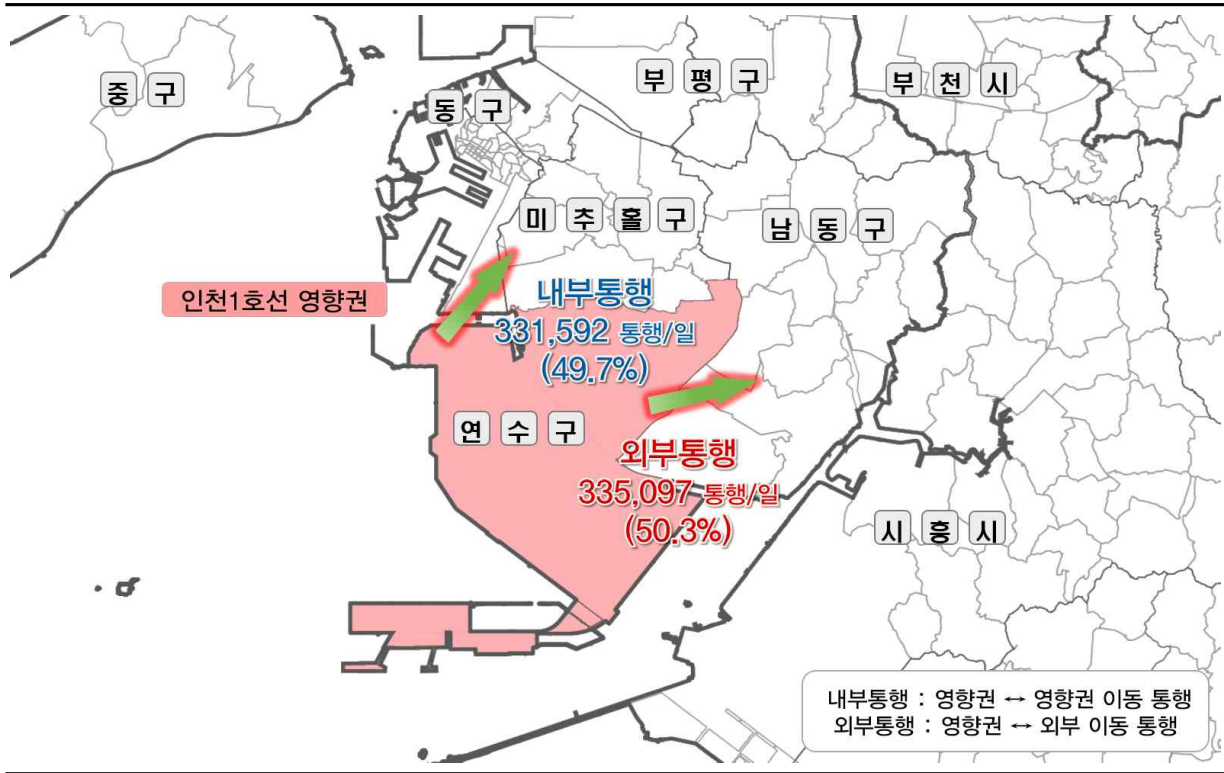 중구
동구
부평구
부천시
미추홀구
남동구
인천1호선 영향권
내부통행
331,592 통행/일
(49.7%)
연수구
외부통행
335,097 통행/일
(50.3%)
시흥시
내부통행 : 영향권 ↔ 영향권 이동 통행
외부통행 : 영향권 ↔ 외부 이동 통행